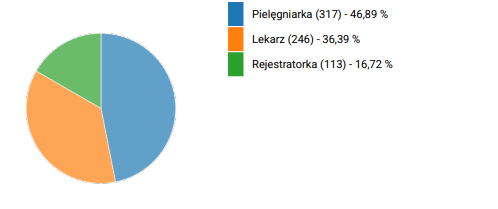 Pielęgniarka (317) - 46,89 %
Lekarz (246) - 36,39 %
Rejestratorka (113) - 16,72 %